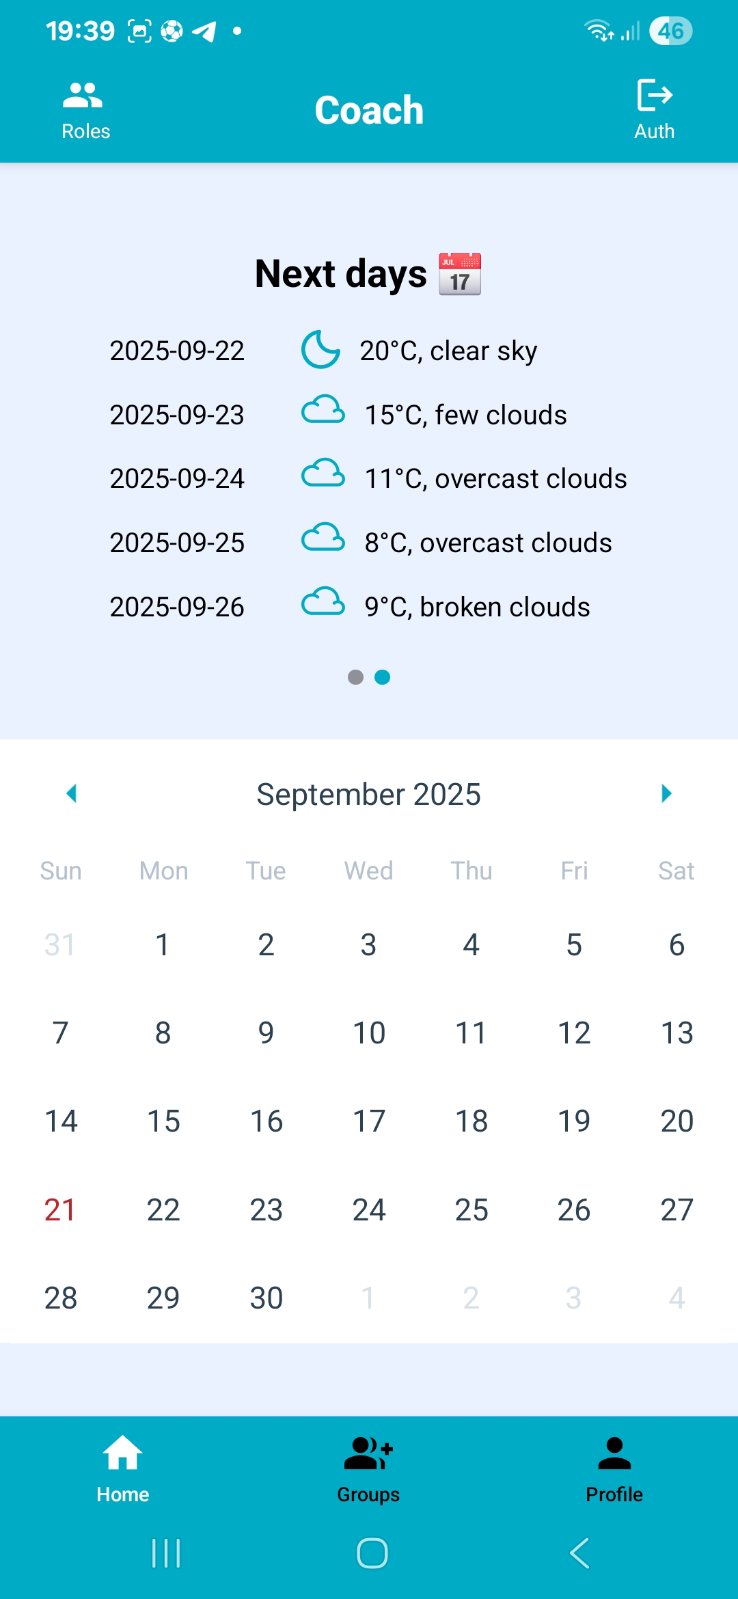 19:39 46
Roles Coach Auth
Next days JUL 17
2025-09-22 20°C, clear sky
2025-09-23 15°C, few clouds
2025-09-24 11°C, overcast clouds
2025-09-25 8°C, overcast clouds
2025-09-26 9°C, broken clouds
September 2025
Sun Mon Tue Wed Thu Fri Sat
31 1 2 3 4 5 6
7 8 9 10 11 12 13
14 15 16 17 18 19 20
21 22 23 24 25 26 27
28 29 30 1 2 3 4
Home Groups Profile